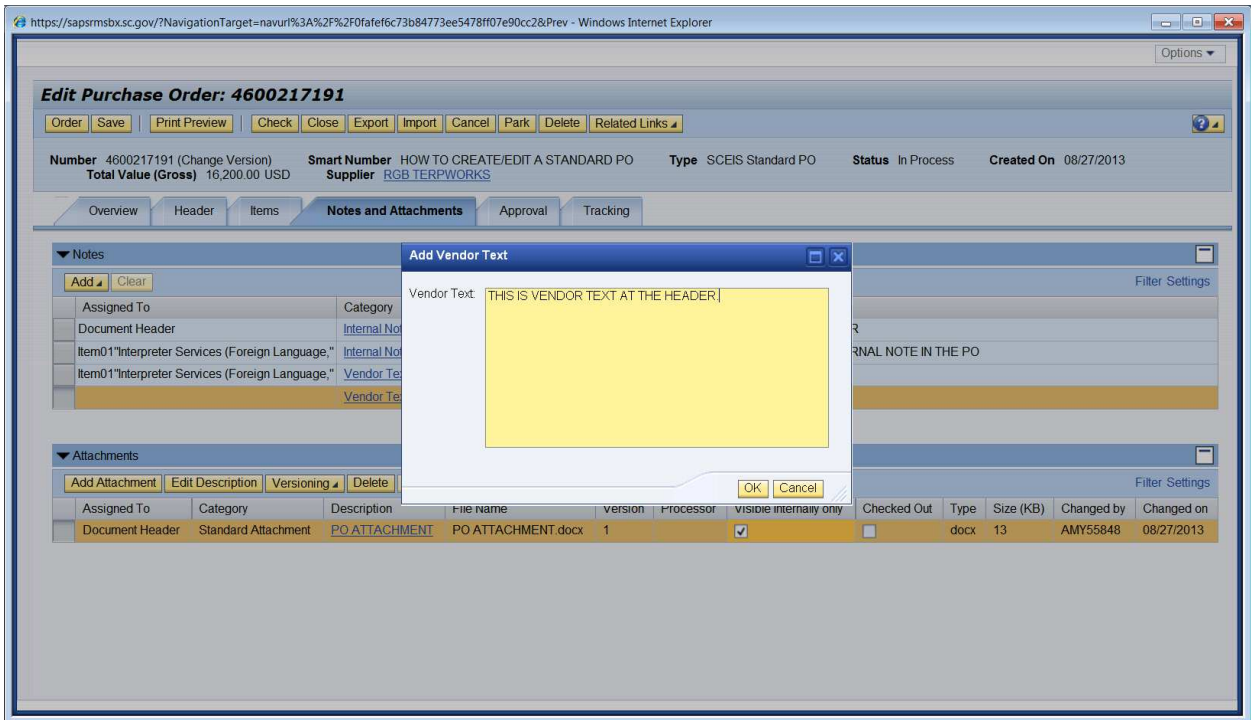 https://sapsrmsbx.sc.gov/?NavigationTarget=navurl%3A%2F%2F0fafef6c73b84773ee5478ff07e90cc2&Prev - Windows Internet Explorer
Options
Edit Purchase Order: 4600217191
Order Save Print Preview Check Close Export Import Cancel Park Delete Related Links
Number 4600217191 (Change Version) Smart Number HOW TO CREATE/EDIT A STANDARD PO Type SCEIS Standard PO Status In Process Created On 08/27/2013
Total Value (Gross) 16,200.00 USD Supplier RGB TERPWORKS
Overview Header Items Notes and Attachments Approval Tracking
Notes
Add Clear Filter Settings
Assigned To Category
Document Header Internal Not R
Item01"Interpreter Services (Foreign Language," Internal Not RNAL NOTE IN THE PO
Item01"Interpreter Services (Foreign Language," Vendor Te
Vendor Te
Add Vendor Text
Vendor Text: THIS IS VENDOR TEXT AT THE HEADER.
OK Cancel
Attachments
Add Attachment Edit Description Versioning Delete Filter Settings
Assigned To Category Description File Name Version Processor Visible internally only Checked Out Type Size (KB) Changed by Changed on
Document Header Standard Attachment PO ATTACHMENT PO ATTACHMENT.docx 1 docx 13 AMY55848 08/27/2013